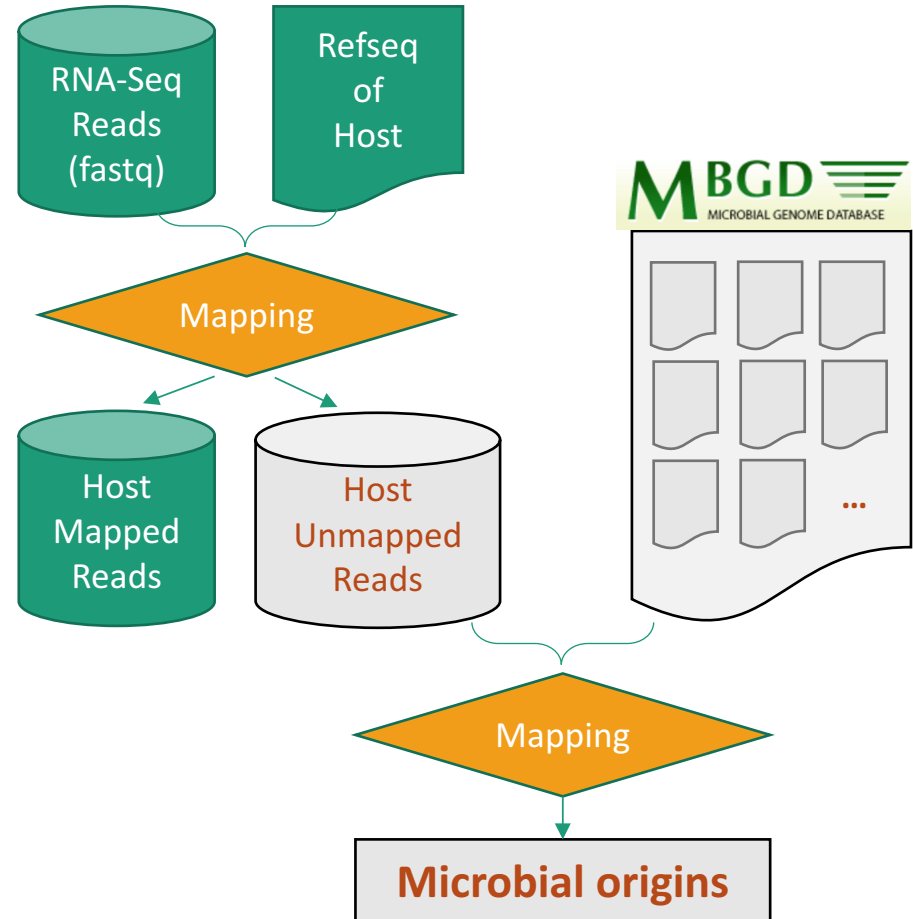 RNA-Seq
Reads
(fastq)
Refseq
of
Host
MBGD
MICROBIAL GENOME DATABASE
Mapping
Host
Mapped
Reads
Host
Unmapped
Reads
...
Mapping
Microbial origins